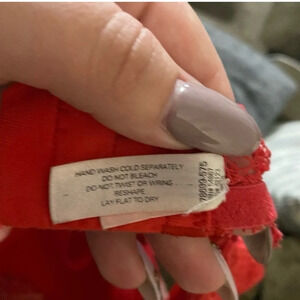 HAND WASH COLD SEPARATELY
DO NOT BLEACH
DO NOT TWIST OR WRING
RESHAPE
LAY FLAT TO DRY